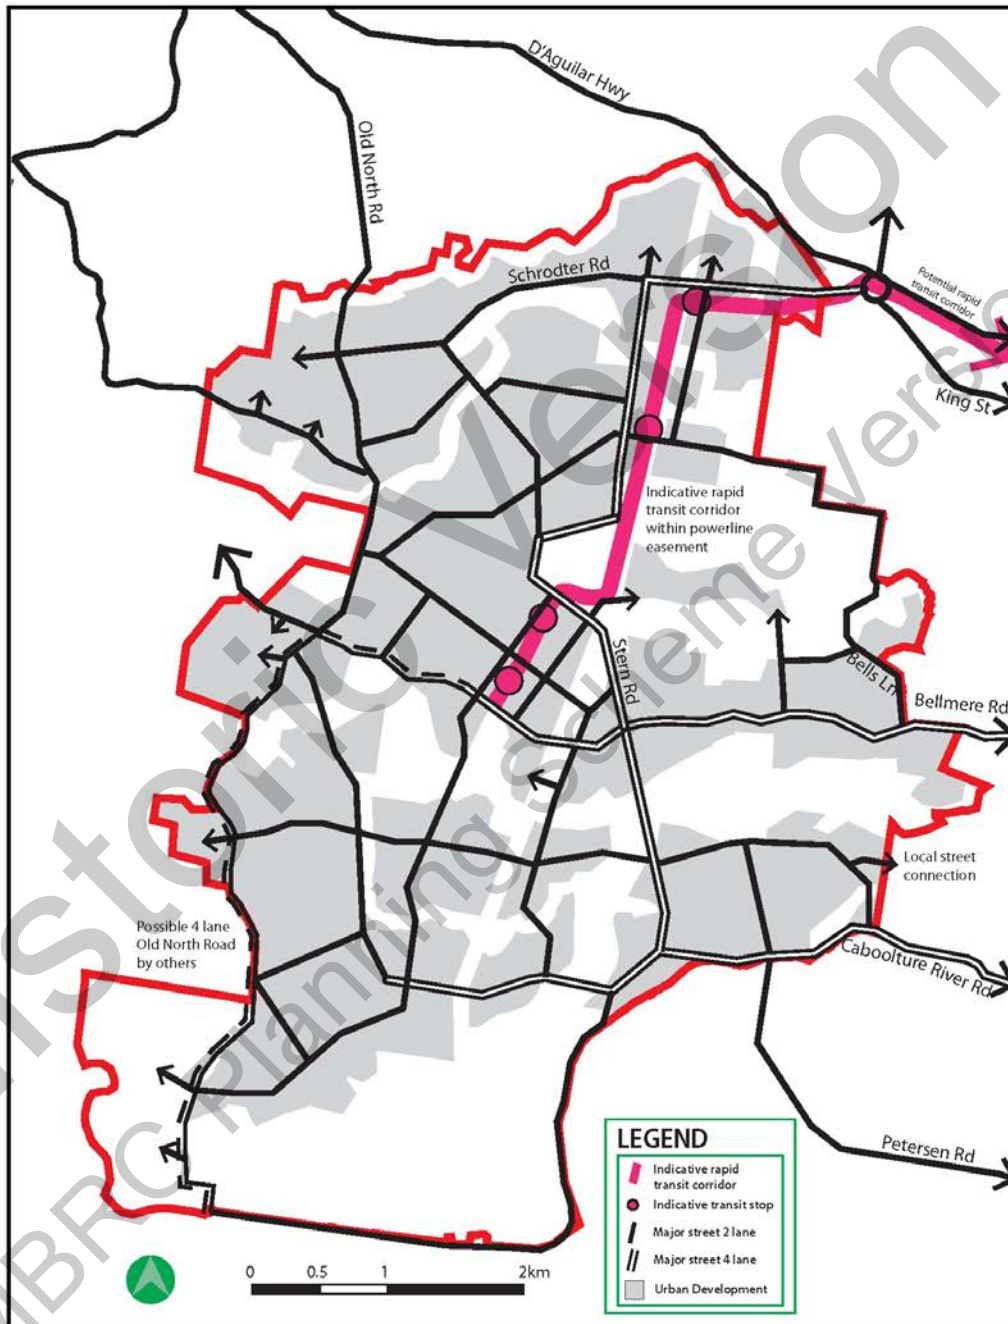 D'Aguilar Hwy
Old North Rd
Schrodter Rd
Potential rapid
transit corridor
King St
Indicative rapid
transit corridor
within powerline
easement
Stern Rd
Bells Ln
Bellmere Rd
Local street
connection
Possible 4 lane
Old North Road
by others
Caboolture River Rd
Petersen Rd
LEGEND
Indicative rapid
transit corridor
Indicative transit stop
Major street 2 lane
Major street 4 lane
Urban Development
0 0.5 1 2km
Historic Version
MBRC Planning Scheme Versions